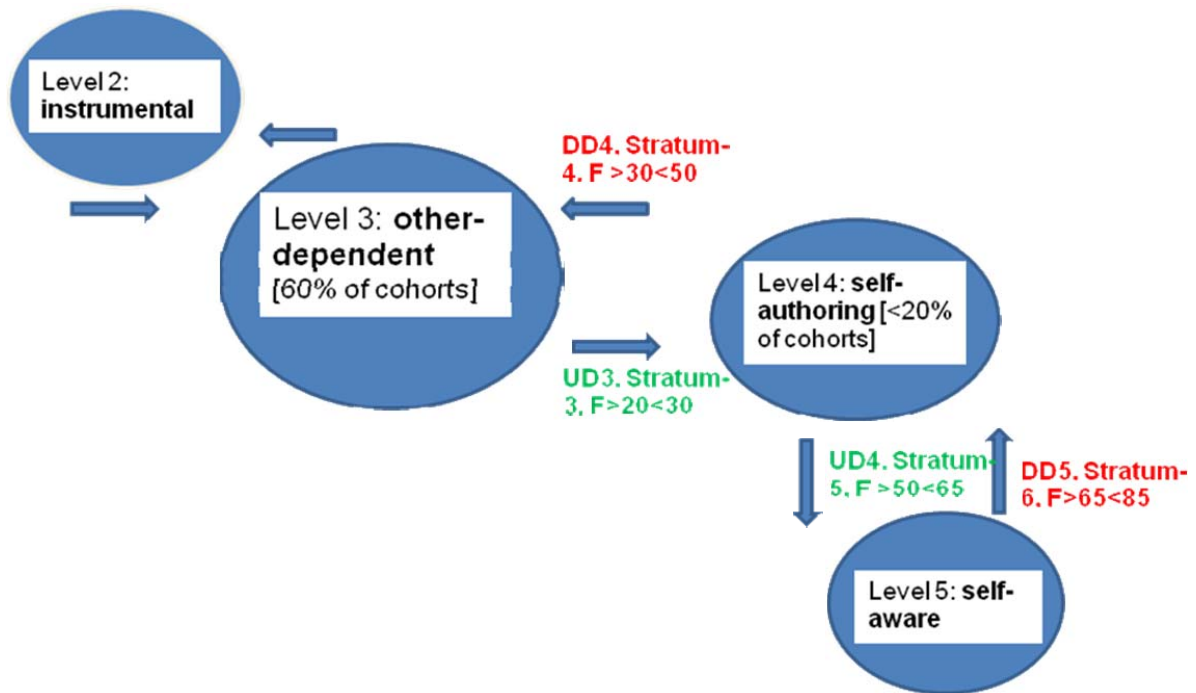 Level 2:
instrumental
DD4. Stratum-
4. F >30<50
Level 3: other-
dependent
[60% of cohorts]
Level 4: self-
authoring [<20%
of cohorts]
UD3. Stratum-
3. F>20<30
UD4. Stratum-
5. F >50<65
DD5. Stratum-
6. F>65<85
Level 5: self-
aware